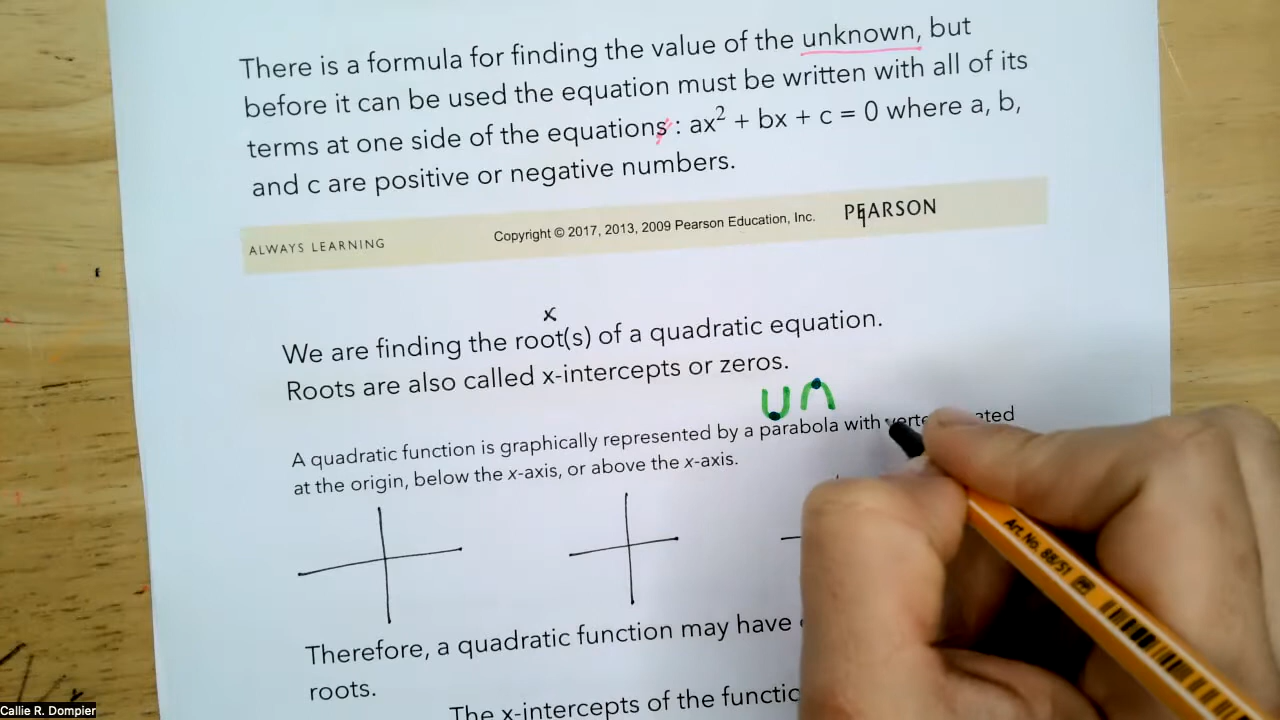 There is a formula for finding the value of the unknown, but
before it can be used the equation must be written with all of its
terms at one side of the equations : ax² + bx + c = 0 where a, b,
and c are positive or negative numbers.
ALWAYS LEARNING Copyright © 2017, 2013, 2009 Pearson Education, Inc. PEARSON
x
We are finding the root(s) of a quadratic equation.
Roots are also called x-intercepts or zeros.
A quadratic function is graphically represented by a parabola with
at the origin, below the x-axis, or above the x-axis.
Art. No. 88/51
Therefore, a quadratic function may have
roots.
The x-intercepts of the
Callie R. Dompier